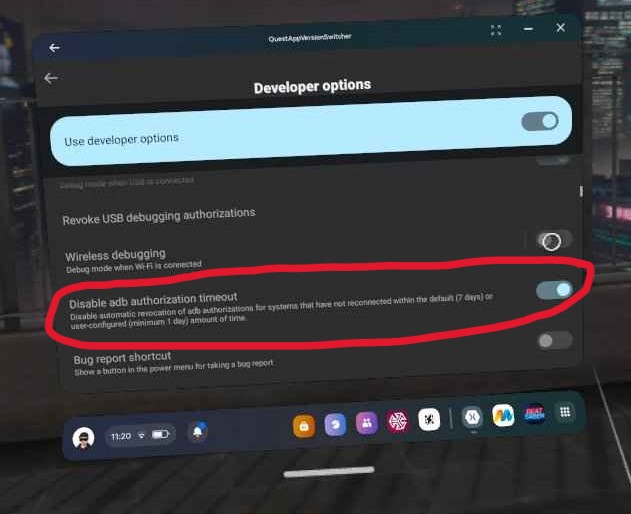 QuestAppVersionSwitcher
Developer options
Use developer options
Debug mode when USB is connected
Revoke USB debugging authorizations
Wireless debugging
Debug mode when Wi-Fi is connected
Disable adb authorization timeout
Disable automatic revocation of adb authorizations for systems that have not reconnected within the default (7 days) or
user-configured (minimum 1 day) amount of time.
Bug report shortcut
Show a button in the power menu for taking a bug report
11:20